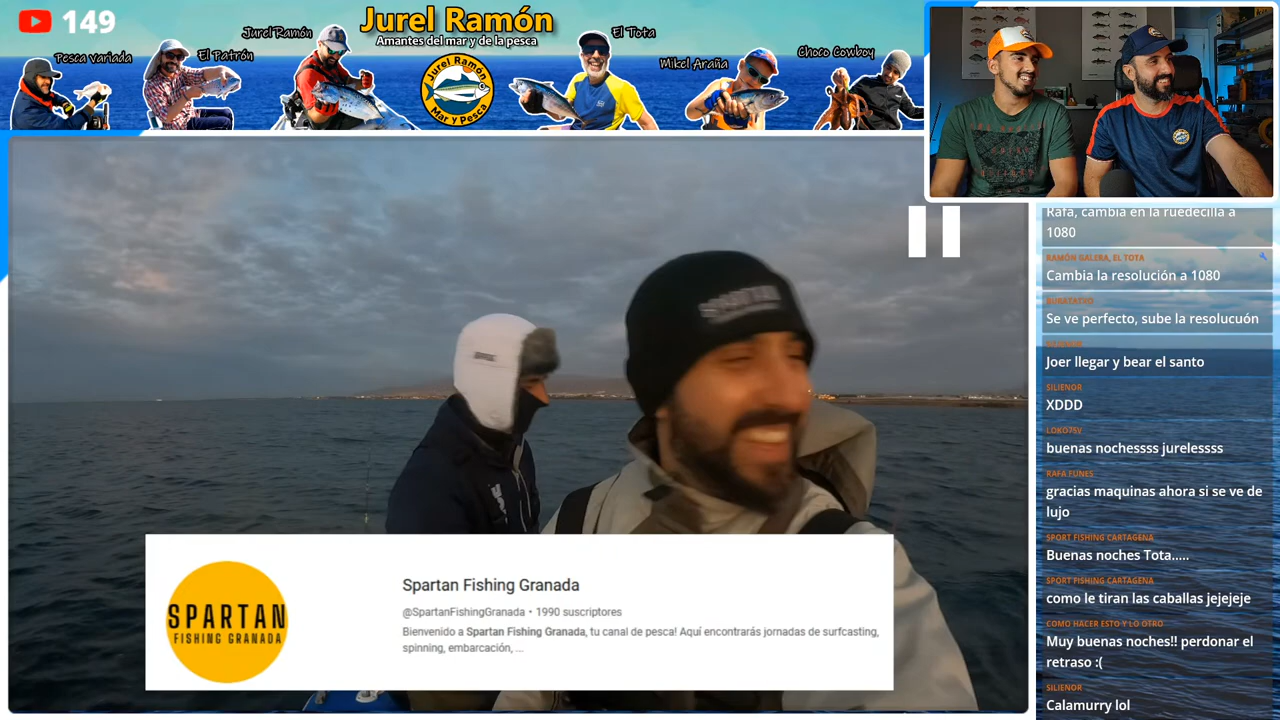 149
Jurel Ramón
Amantes del mar y de la pesca
Pesca variada
El Patrón
Jurel Ramón
El Tota
Mikel Araña
Choco Cowboy
Jurel Ramón
Mar y Pesca
Rafa, cambia en la ruedecilla a
1080
RAMÓN GALERA, EL TOTA
Cambia la resolución a 1080
Se ve perfecto, sube la resolucuón
Joer llegar y bear el santo
SILIENOR
XDDD
LOKO75V
buenas nochessss jurelessss
RAFA FUNES
gracias maquinas ahora si se ve de
lujo
SPORT FISHING CARTAGENA
Buenas noches Tota.....
SPORT FISHING CARTAGENA
como le tiran las caballas jejejeje
COMO HACER ESTO Y LO OTRO
Muy buenas noches!! perdonar el
retraso :(
SILIENOR
Calamurry lol
SPARTAN
FISHING GRANADA
Spartan Fishing Granada
@SpartanFishingGranada • 1990 suscriptores
Bienvenido a Spartan Fishing Granada, tu canal de pesca! Aquí encontrarás jornadas de surfcasting,
spinning, embarcación, ...